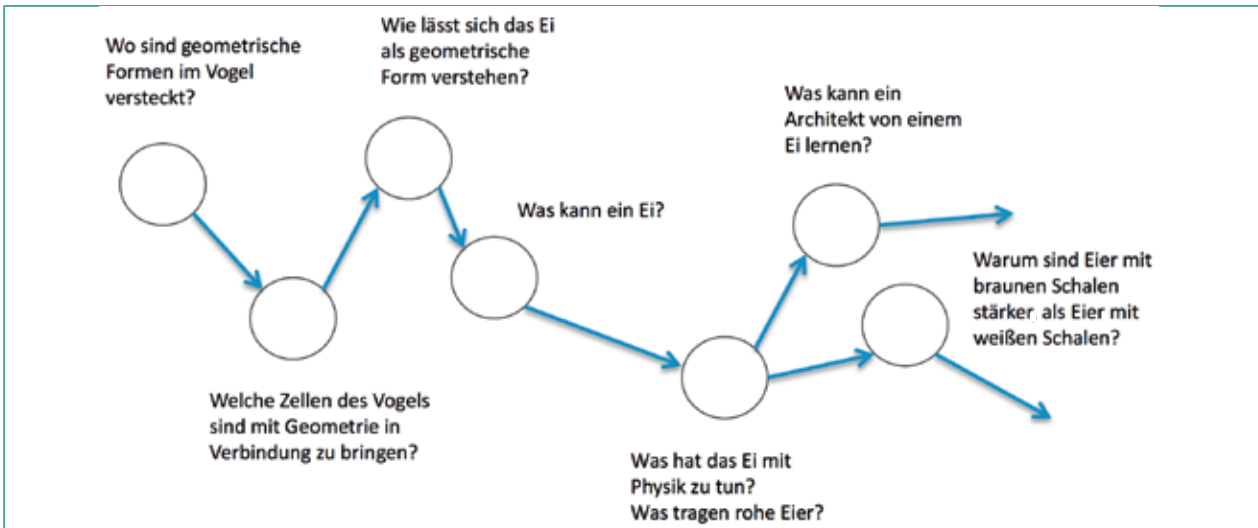 Wo sind geometrische
Formen im Vogel
versteckt?
Wie lässt sich das Ei
als geometrische
Form verstehen?
Was kann ein
Architekt von einem
Ei lernen?
Was kann ein Ei?
Warum sind Eier mit
braunen Schalen
stärker, als Eier mit
weißen Schalen?
Welche Zellen des Vogels
sind mit Geometrie in
Verbindung zu bringen?
Was hat das Ei mit
Physik zu tun?
Was tragen rohe Eier?